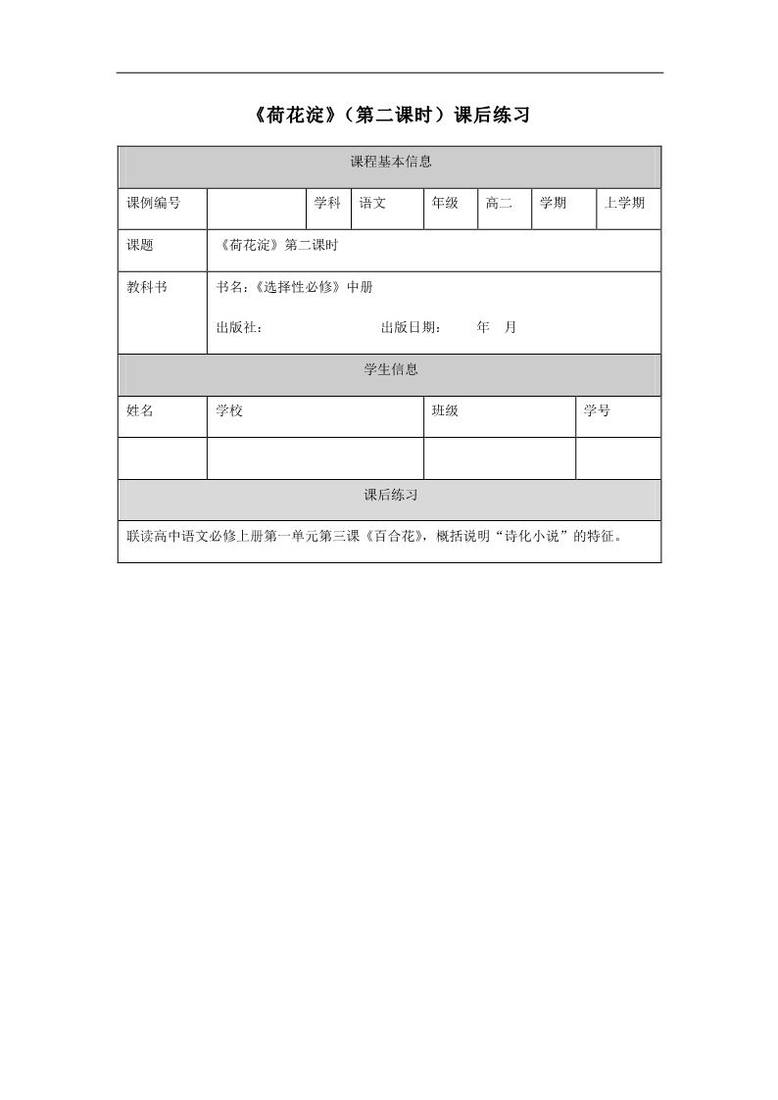 《荷花淀》（第二课时）课后练习
课程基本信息
课例编号 学科 语文 年级 高二 学期 上学期
课题 《荷花淀》第二课时
教科书 书名：《选择性必修》中册
出版社： 出版日期： 年 月
学生信息
姓名 学校 班级 学号
课后练习
联读高中语文必修上册第一单元第三课《百合花》，概括说明“诗化小说”的特征。